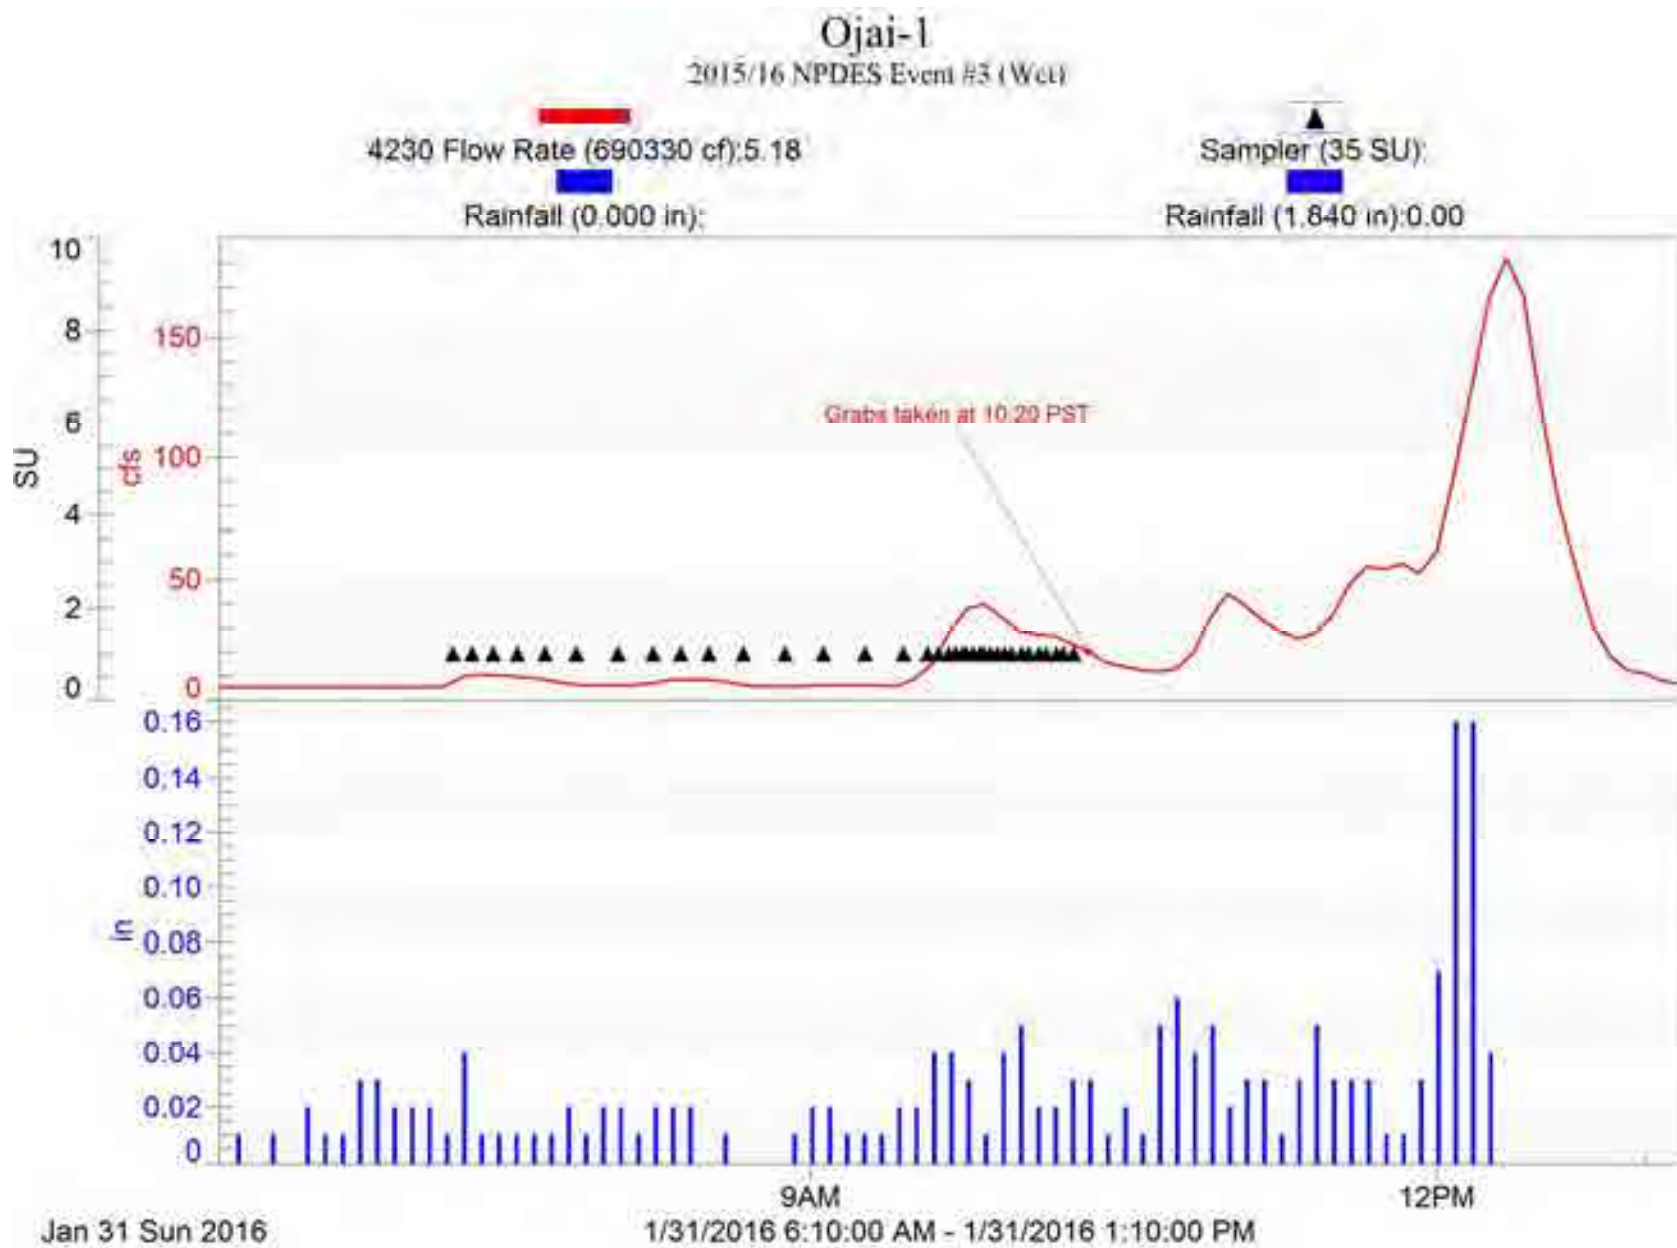 Ojai-1
2015/16 NPDES Event #3 (Wet)
4230 Flow Rate (690330 cf):5.18
Sampler (35 SU):
Rainfall (0.000 in):
Rainfall (1.840 in):0.00
10
8
6
4
2
0
SU
150
100
50
0
cfs
Grabs taken at 10:20 PST
0.16
0.14
0.12
0.10
0.08
0.06
0.04
0.02
0
in
9AM
12PM
Jan 31 Sun 2016
1/31/2016 6:10:00 AM - 1/31/2016 1:10:00 PM